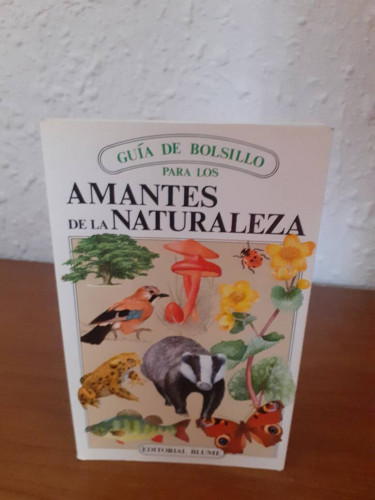 GUÍA DE BOLSILLO
PARA LOS
AMANTES
DE LA NATURALEZA
EDITORIAL BLUME